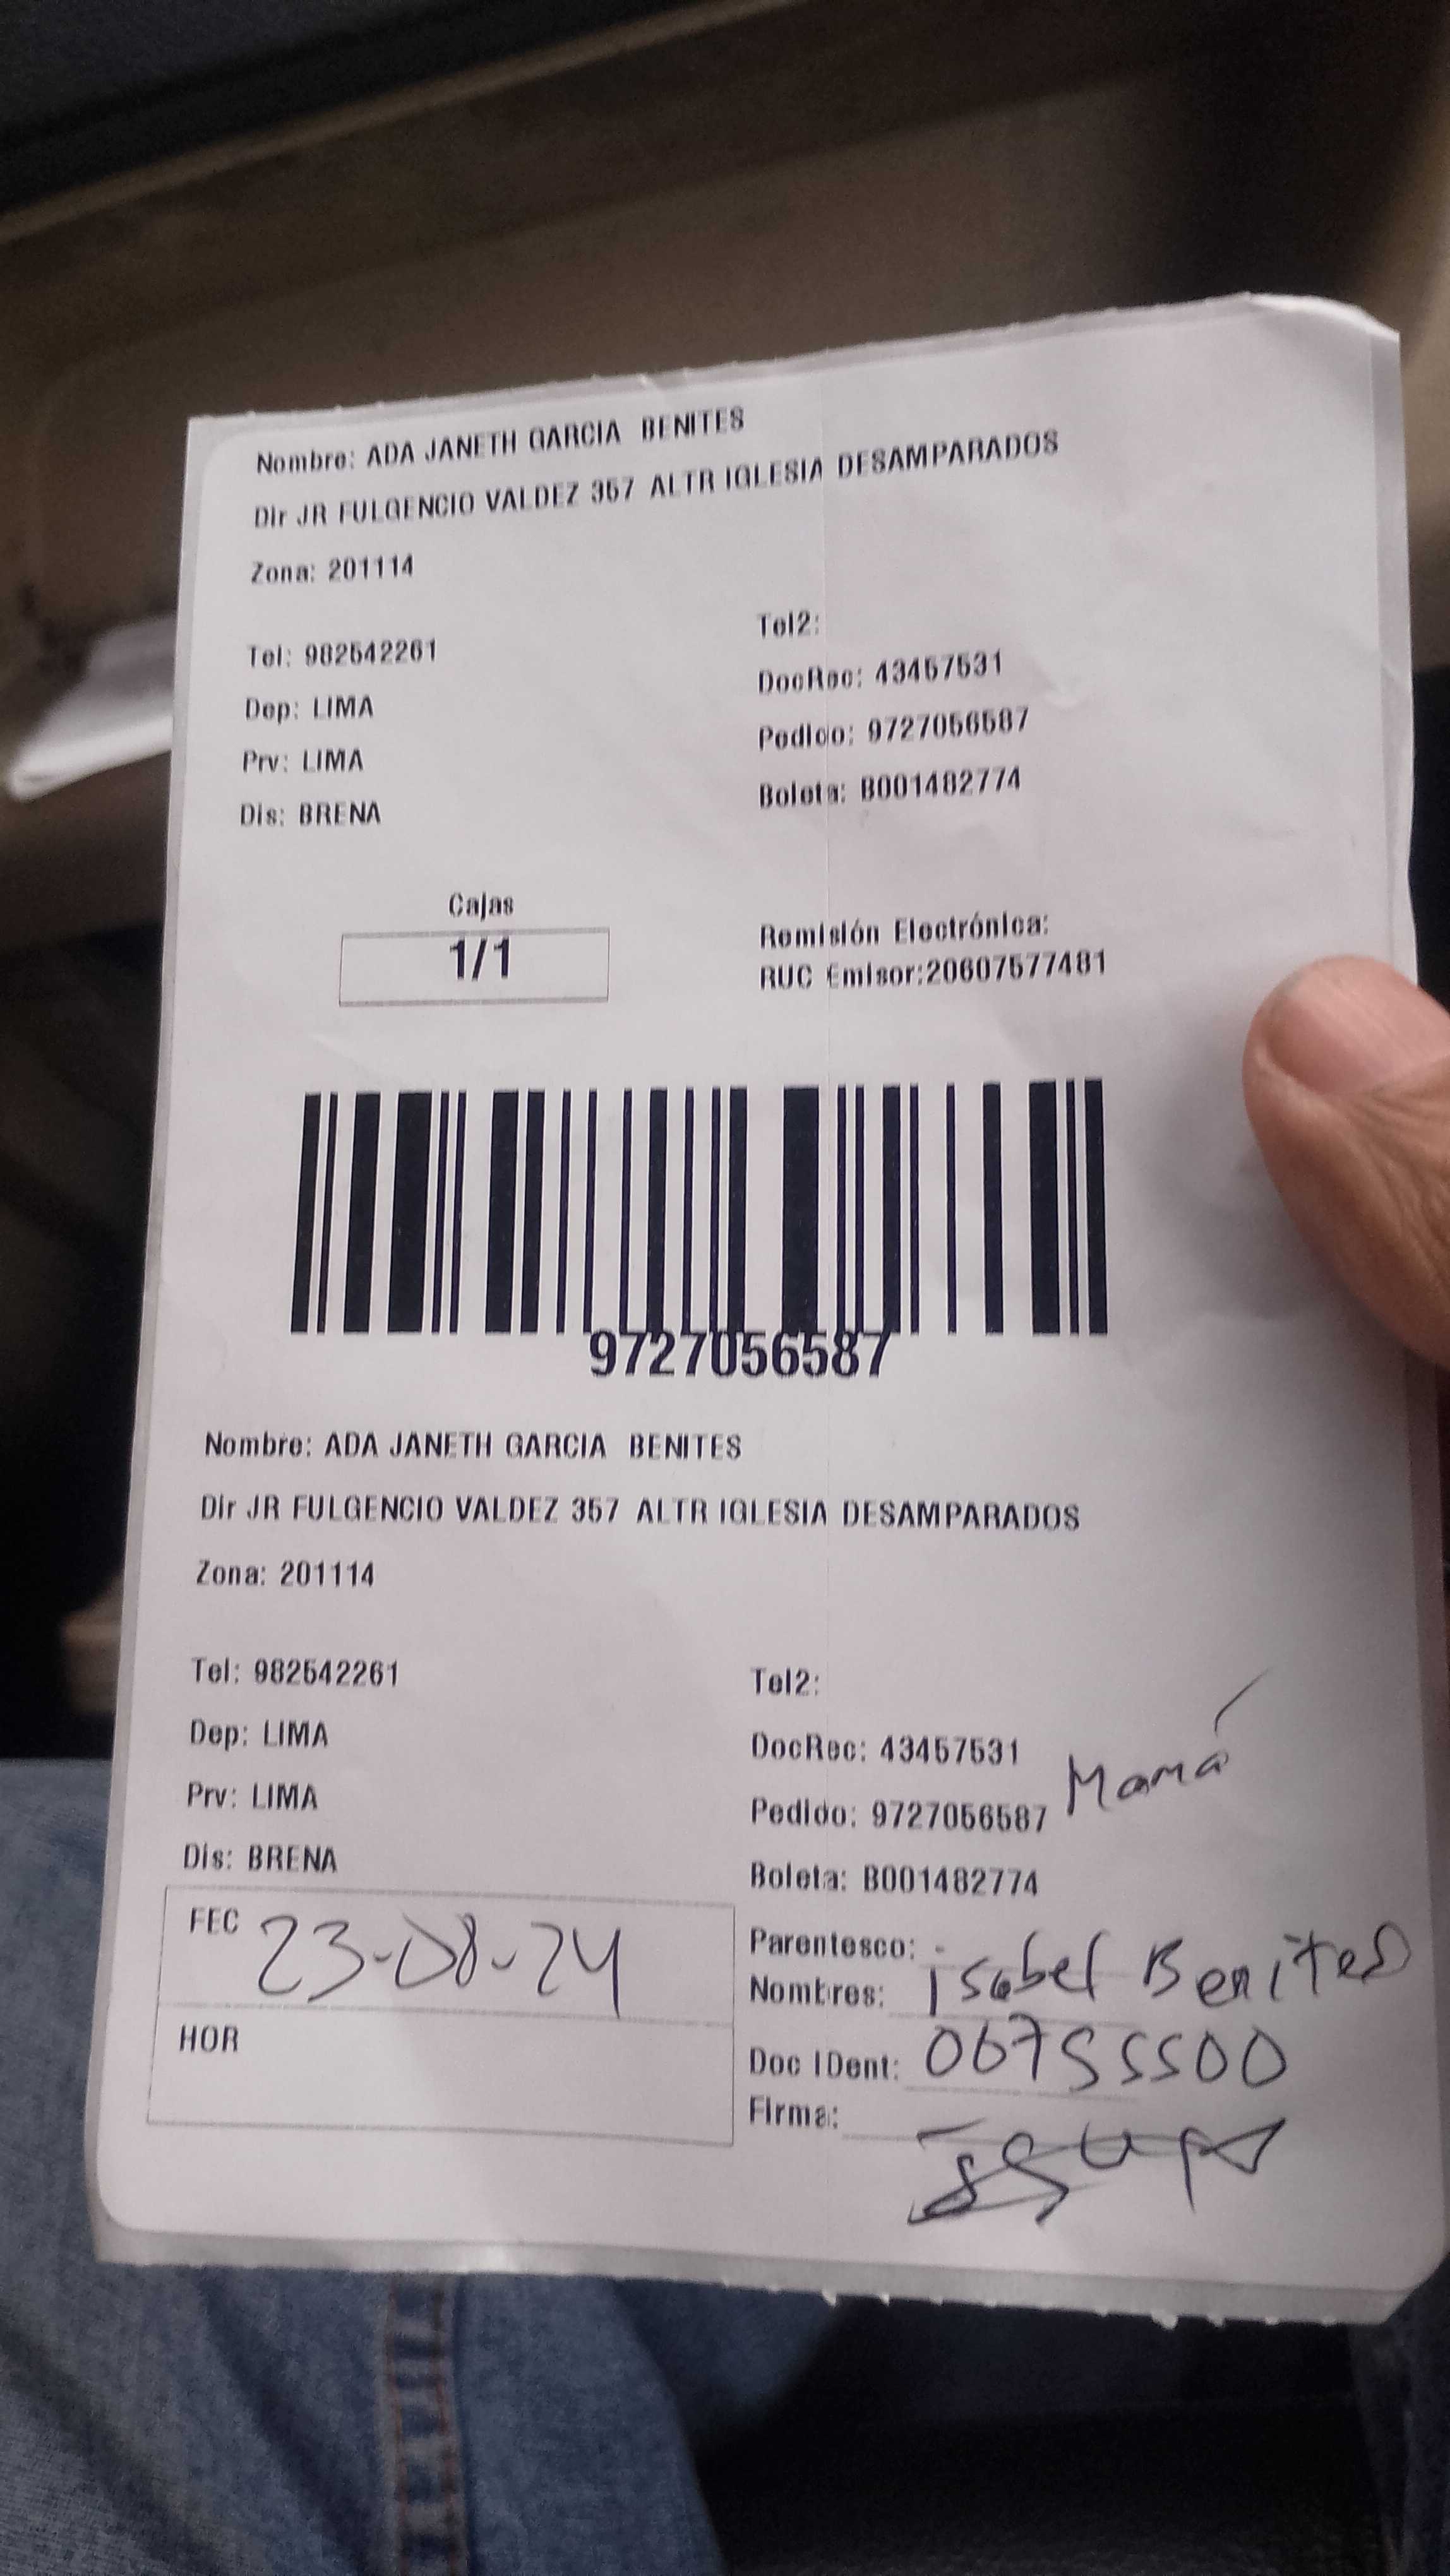 Nombre: ADA JANETH GARCIA BENITES
Dir JR FULGENCIO VALDEZ 357 ALTR IGLESIA DESAMPARADOS
Zona: 201114
Tel: 982542261
Tel2:
Dep: LIMA
DocRec: 43457531
Prv: LIMA
Pedido: 9727056587
Dis: BRENA
Boleta: B001482774
Cajas
1/1
Remisión Electrónica:
RUC Emisor:20607577481
9727056587
Nombre: ADA JANETH GARCIA BENITES
Dir JR FULGENCIO VALDEZ 357 ALTR IGLESIA DESAMPARADOS
Zona: 201114
Tel: 982542261
Tel2:
Dep: LIMA
DocRec: 43457531
Mamá
Prv: LIMA
Pedido: 9727056587
Dis: BRENA
Boleta: B001482774
FEC 23-08-24
Parentesco:
Nombres: isabel Benites
HOR
Doc IDent: 06755500
Firma: